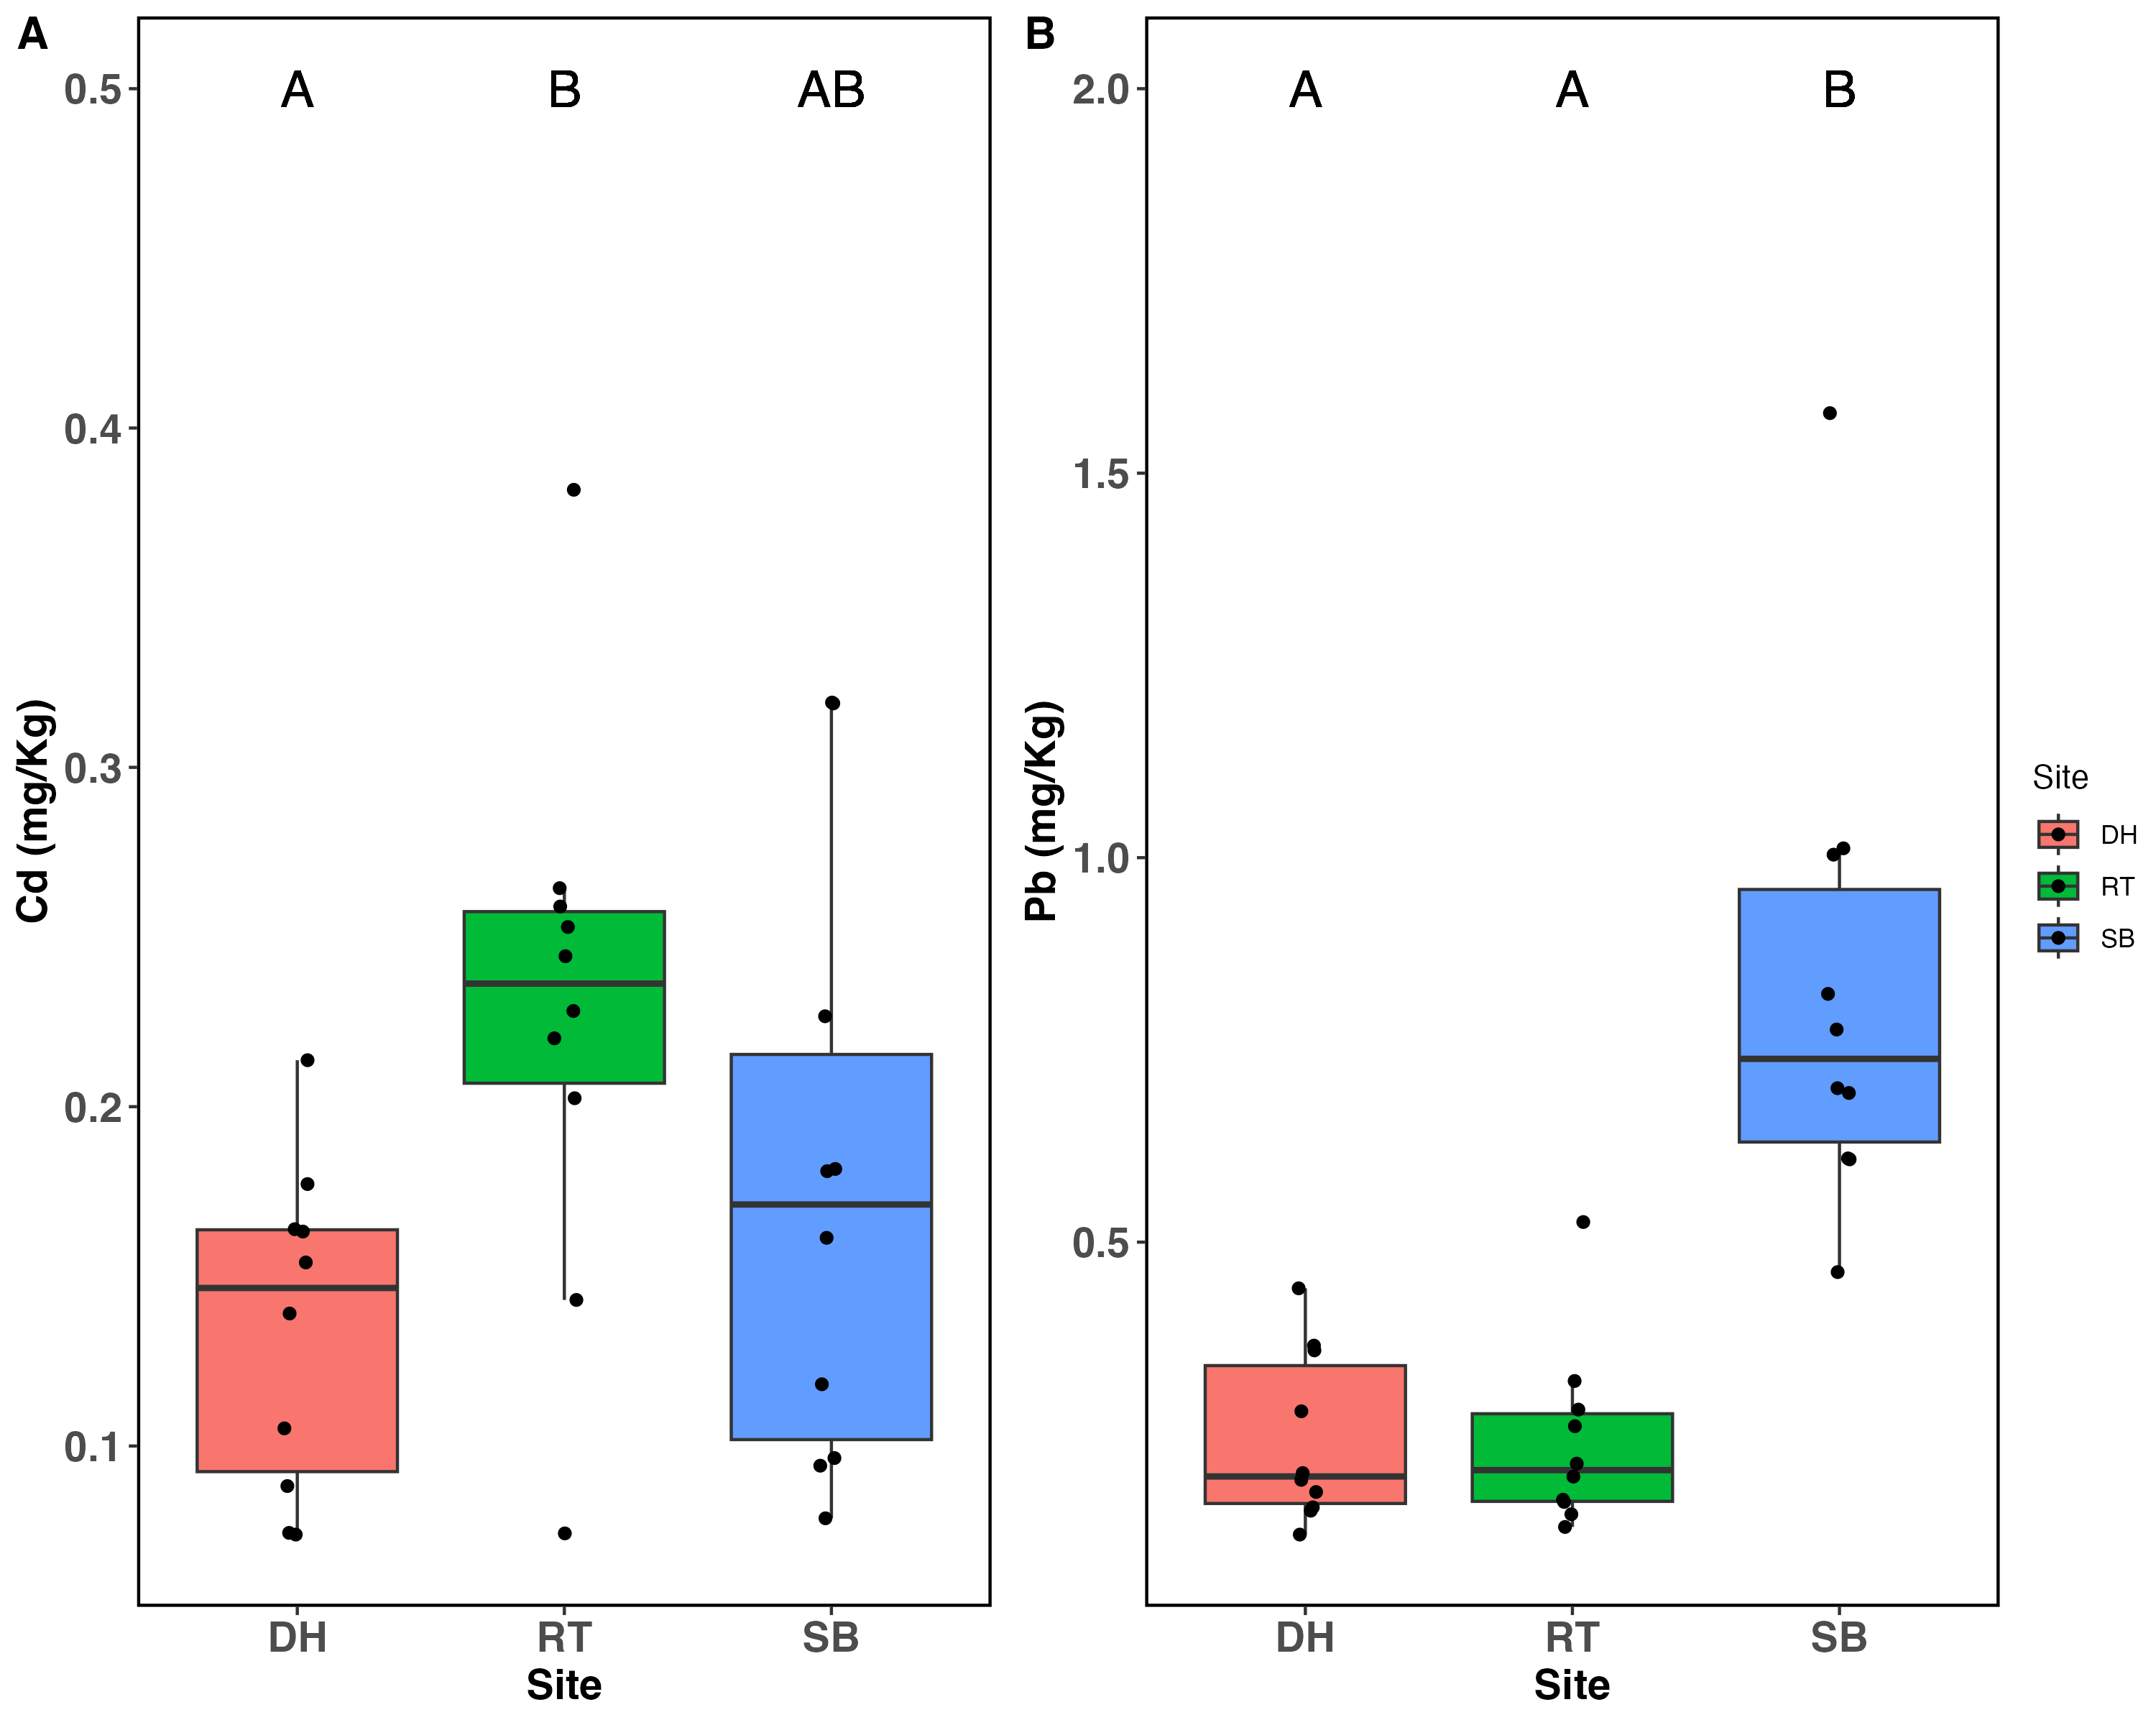 A
A B AB
0.5
0.4
0.3
0.2
0.1
Cd (mg/Kg)
DH RT SB
Site
B
A A B
2.0
1.5
1.0
0.5
Pb (mg/Kg)
DH RT SB
Site
Site
DH
RT
SB